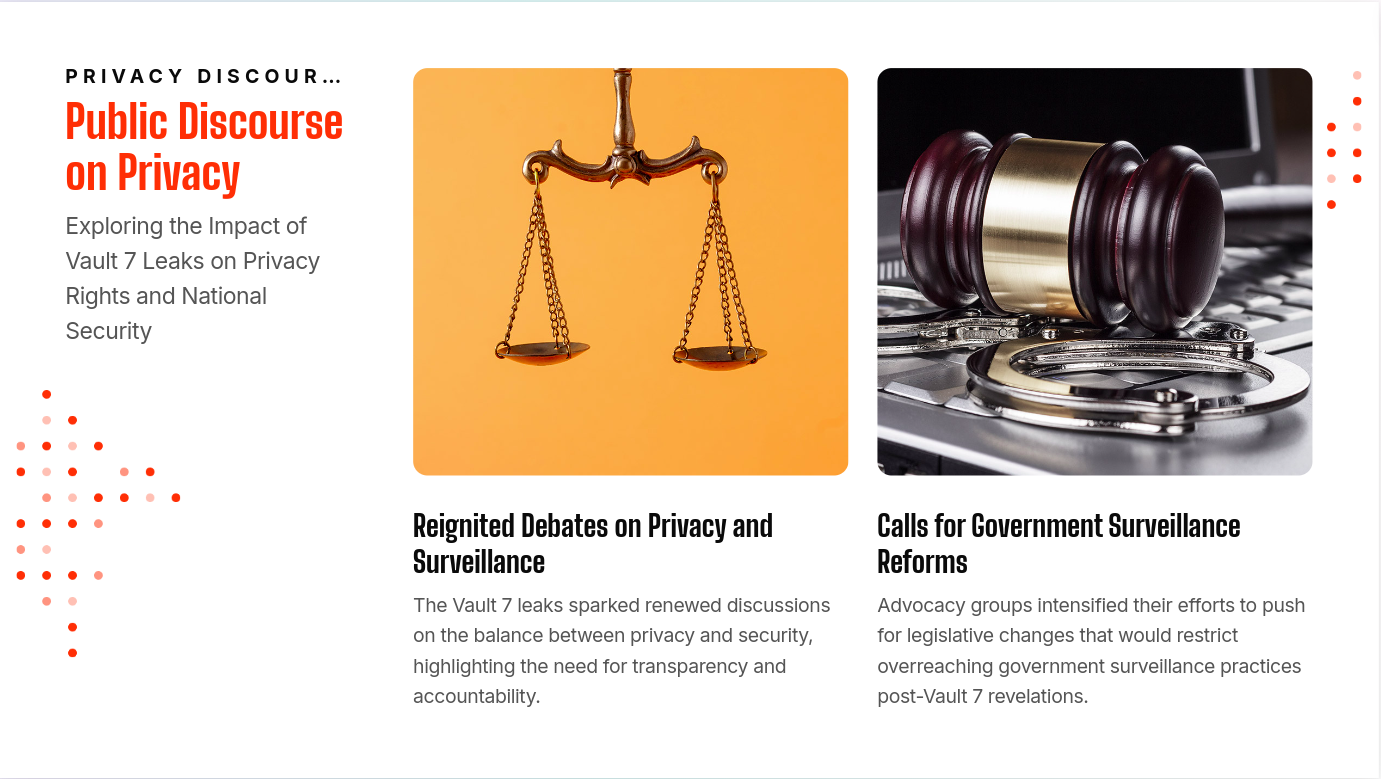 PRIVACY DISCOUR...
Public Discourse
on Privacy
Exploring the Impact of
Vault 7 Leaks on Privacy
Rights and National
Security
Reignited Debates on Privacy and
Surveillance
The Vault 7 leaks sparked renewed discussions
on the balance between privacy and security,
highlighting the need for transparency and
accountability.
Calls for Government Surveillance
Reforms
Advocacy groups intensified their efforts to push
for legislative changes that would restrict
overreaching government surveillance practices
post-Vault 7 revelations.